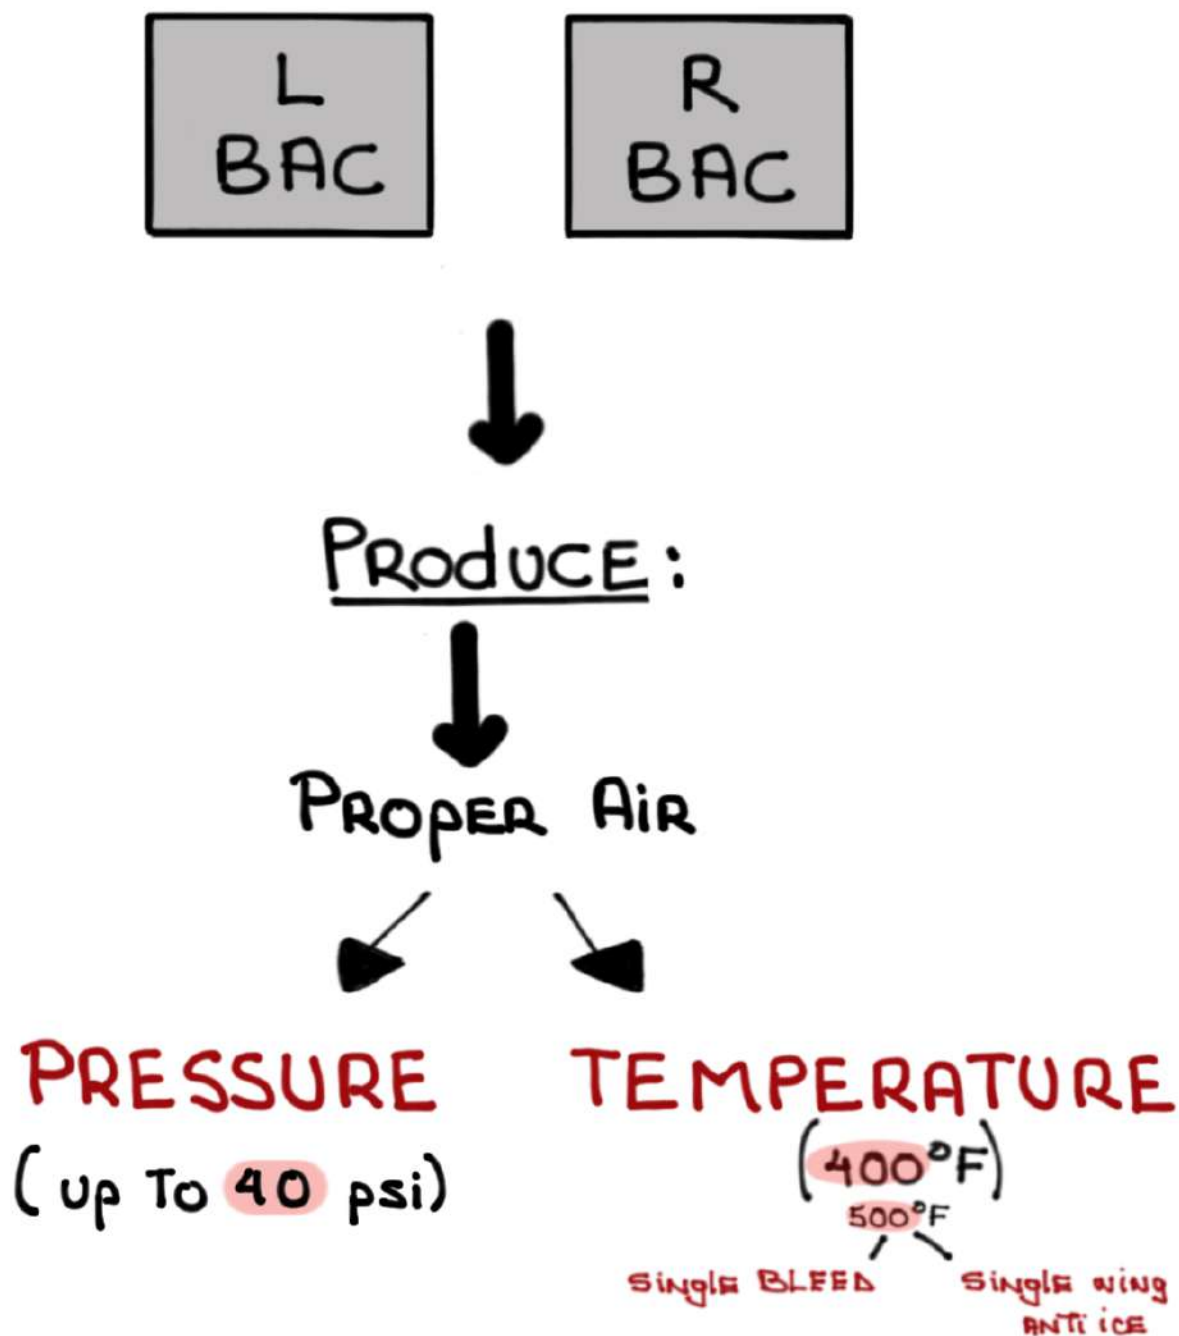 L
BAC
R
BAC
PRODUCE:
PROPER AiR
PRESSURE
(up To 40 psi)
TEMPERATURE
(400°F)
500°F
Single BLEED
Single wing
ANTi iCE